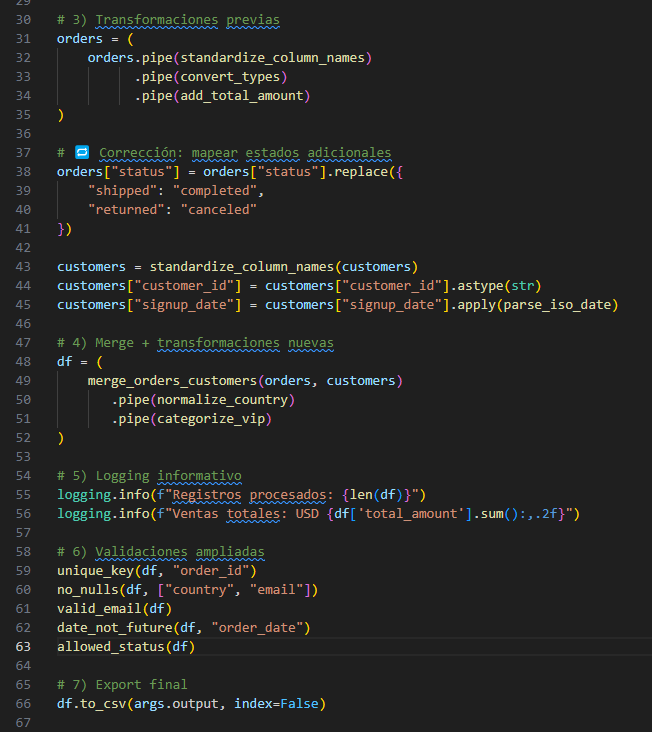 29
30 # 3) Transformaciones previas
31 orders = (
32     orders.pipe(standardize_column_names)
33           .pipe(convert_types)
34           .pipe(add_total_amount)
35 )
36
37 # 🔁 Corrección: mapear estados adicionales
38 orders["status"] = orders["status"].replace({
39     "shipped": "completed",
40     "returned": "canceled"
41 })
42
43 customers = standardize_column_names(customers)
44 customers["customer_id"] = customers["customer_id"].astype(str)
45 customers["signup_date"] = customers["signup_date"].apply(parse_iso_date)
46
47 # 4) Merge + transformaciones nuevas
48 df = (
49     merge_orders_customers(orders, customers)
50        .pipe(normalize_country)
51        .pipe(categorize_vip)
52 )
53
54 # 5) Logging informativo
55 logging.info(f"Registros procesados: {len(df)}")
56 logging.info(f"Ventas totales: USD {df['total_amount'].sum():,.2f}")
57
58 # 6) Validaciones ampliadas
59 unique_key(df, "order_id")
60 no_nulls(df, ["country", "email"])
61 valid_email(df)
62 date_not_future(df, "order_date")
63 allowed_status(df)
64
65 # 7) Export final
66 df.to_csv(args.output, index=False)
67